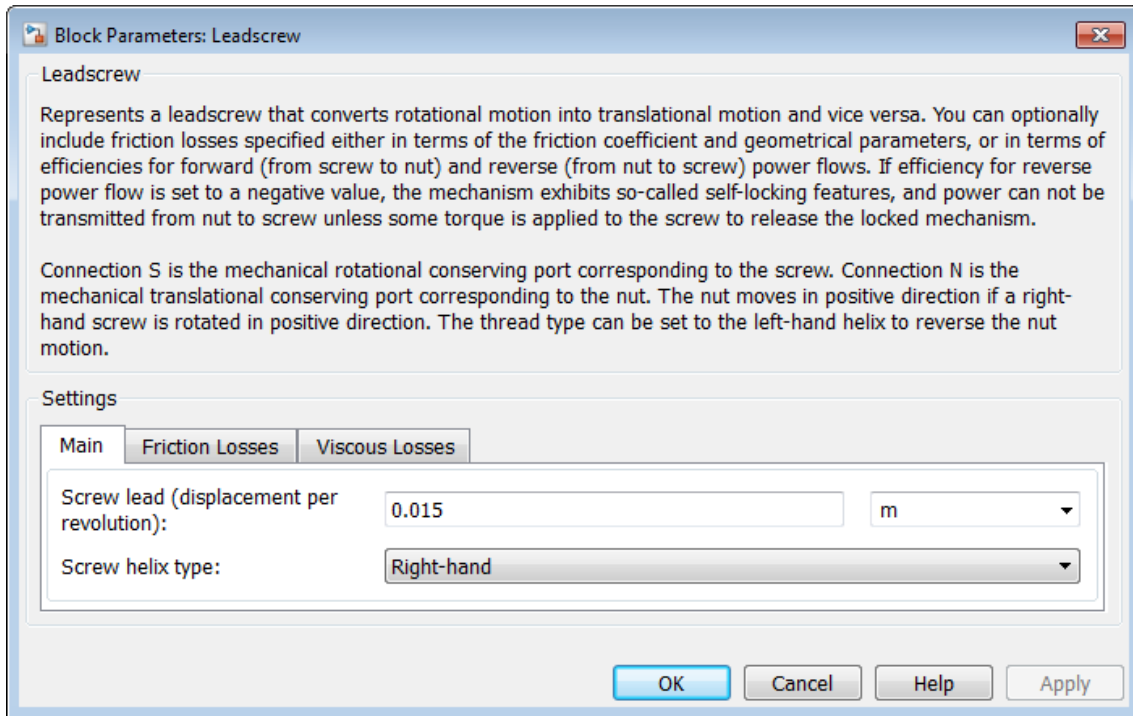 Block Parameters: Leadscrew
Leadscrew
Represents a leadscrew that converts rotational motion into translational motion and vice versa. You can optionally
include friction losses specified either in terms of the friction coefficient and geometrical parameters, or in terms of
efficiencies for forward (from screw to nut) and reverse (from nut to screw) power flows. If efficiency for reverse
power flow is set to a negative value, the mechanism exhibits so-called self-locking features, and power can not be
transmitted from nut to screw unless some torque is applied to the screw to release the locked mechanism.
Connection S is the mechanical rotational conserving port corresponding to the screw. Connection N is the
mechanical translational conserving port corresponding to the nut. The nut moves in positive direction if a right-
hand screw is rotated in positive direction. The thread type can be set to the left-hand helix to reverse the nut
motion.
Settings
Main Friction Losses Viscous Losses
Screw lead (displacement per
revolution):
0.015 m
Screw helix type: Right-hand
OK Cancel Help Apply